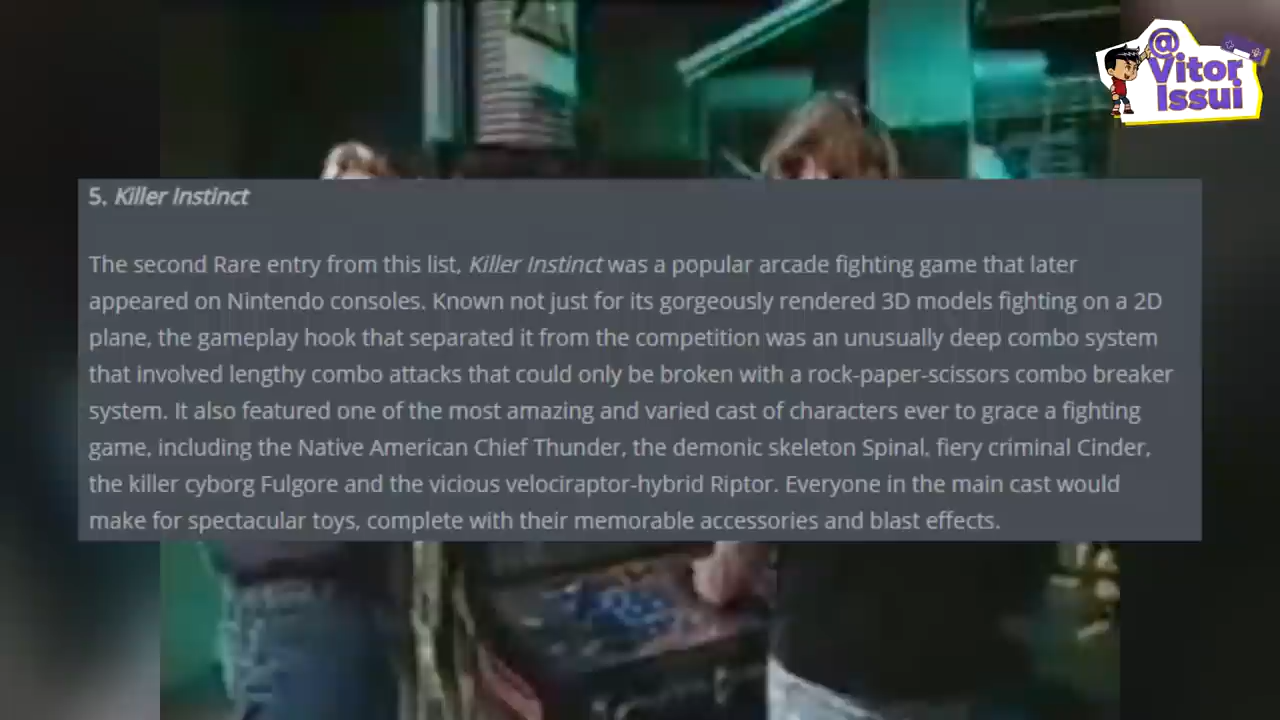 @
Vitor
Issui
5. Killer Instinct
The second Rare entry from this list, Killer Instinct was a popular arcade fighting game that later
appeared on Nintendo consoles. Known not just for its gorgeously rendered 3D models fighting on a 2D
plane, the gameplay hook that separated it from the competition was an unusually deep combo system
that involved lengthy combo attacks that could only be broken with a rock-paper-scissors combo breaker
system. It also featured one of the most amazing and varied cast of characters ever to grace a fighting
game, including the Native American Chief Thunder, the demonic skeleton Spinal, fiery criminal Cinder,
the killer cyborg Fulgore and the vicious velociraptor-hybrid Riptor. Everyone in the main cast would
make for spectacular toys, complete with their memorable accessories and blast effects.